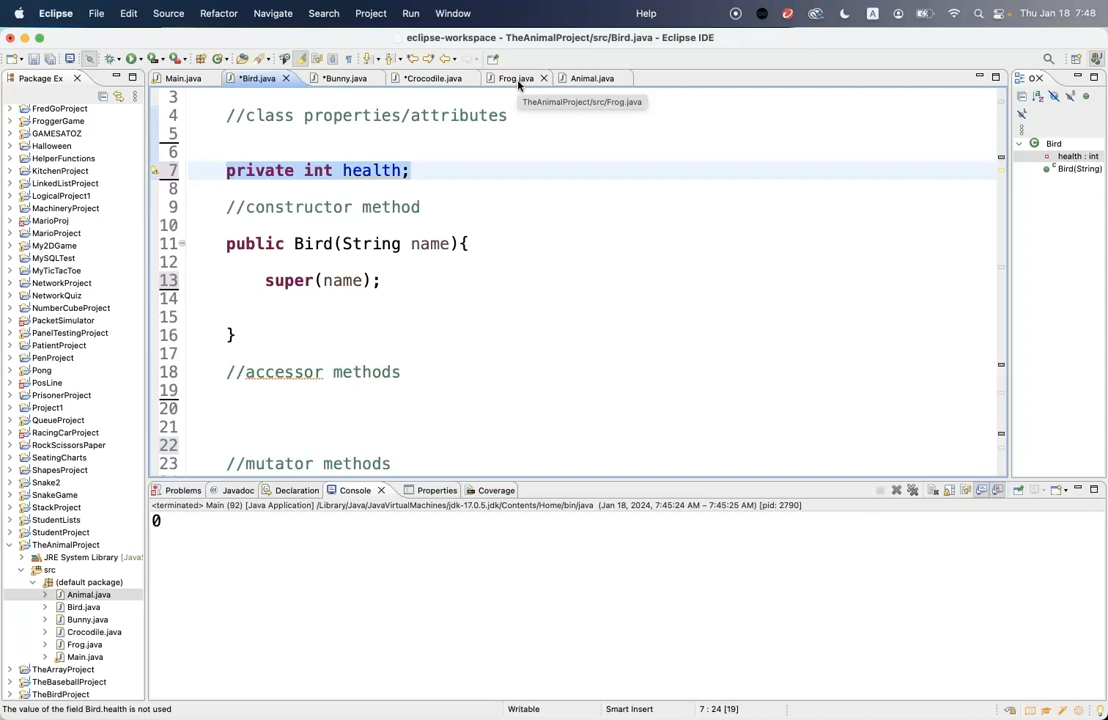 Eclipse File Edit Source Refactor Navigate Search Project Run Window Help Thu Jan 18 7:48
eclipse-workspace - TheAnimalProject/src/Bird.java - Eclipse IDE
Package Ex
Main.java *Bird.java *Bunny.java *Crocodile.java Frog.java Animal.java
TheAnimalProject/src/Frog.java
FredGoProject
FroggerGame
GAMESATOZ
Halloween
HelperFunctions
KitchenProject
LinkedListProject
LogicalProject1
MachineryProject
MarioProj
MarioProject
My2DGame
MySQLTest
MyTicTacToe
NetworkProject
NetworkQuiz
NumberCubeProject
PacketSimulator
PanelTestingProject
PatientProject
PenProject
Pong
PosLine
PrisonerProject
Project1
QueueProject
RacingCarProject
RockScissorsPaper
SeatingCharts
ShapesProject
Snake2
SnakeGame
StackProject
StudentLists
StudentProject
TheAnimalProject
JRE System Library [JavaS
src
(default package)
Animal.java
Bird.java
Bunny.java
Crocodile.java
Frog.java
Main.java
TheArrayProject
TheBaseballProject
TheBirdProject
3
4 //class properties/attributes
5
6
7 private int health;
8
9 //constructor method
10
11 public Bird(String name){
12
13 super(name);
14
15
16 }
17
18 //accessor methods
19
20
21
22
23 //mutator methods
Bird
health : int
Bird(String)
Problems Javadoc Declaration Console Properties Coverage
<terminated> Main (92) [Java Application] /Library/Java/JavaVirtualMachines/jdk-17.0.5.jdk/Contents/Home/bin/java (Jan 18, 2024, 7:45:24 AM – 7:45:25 AM) [pid: 2790]
0
The value of the field Bird.health is not used Writable Smart Insert 7 : 24 [19]